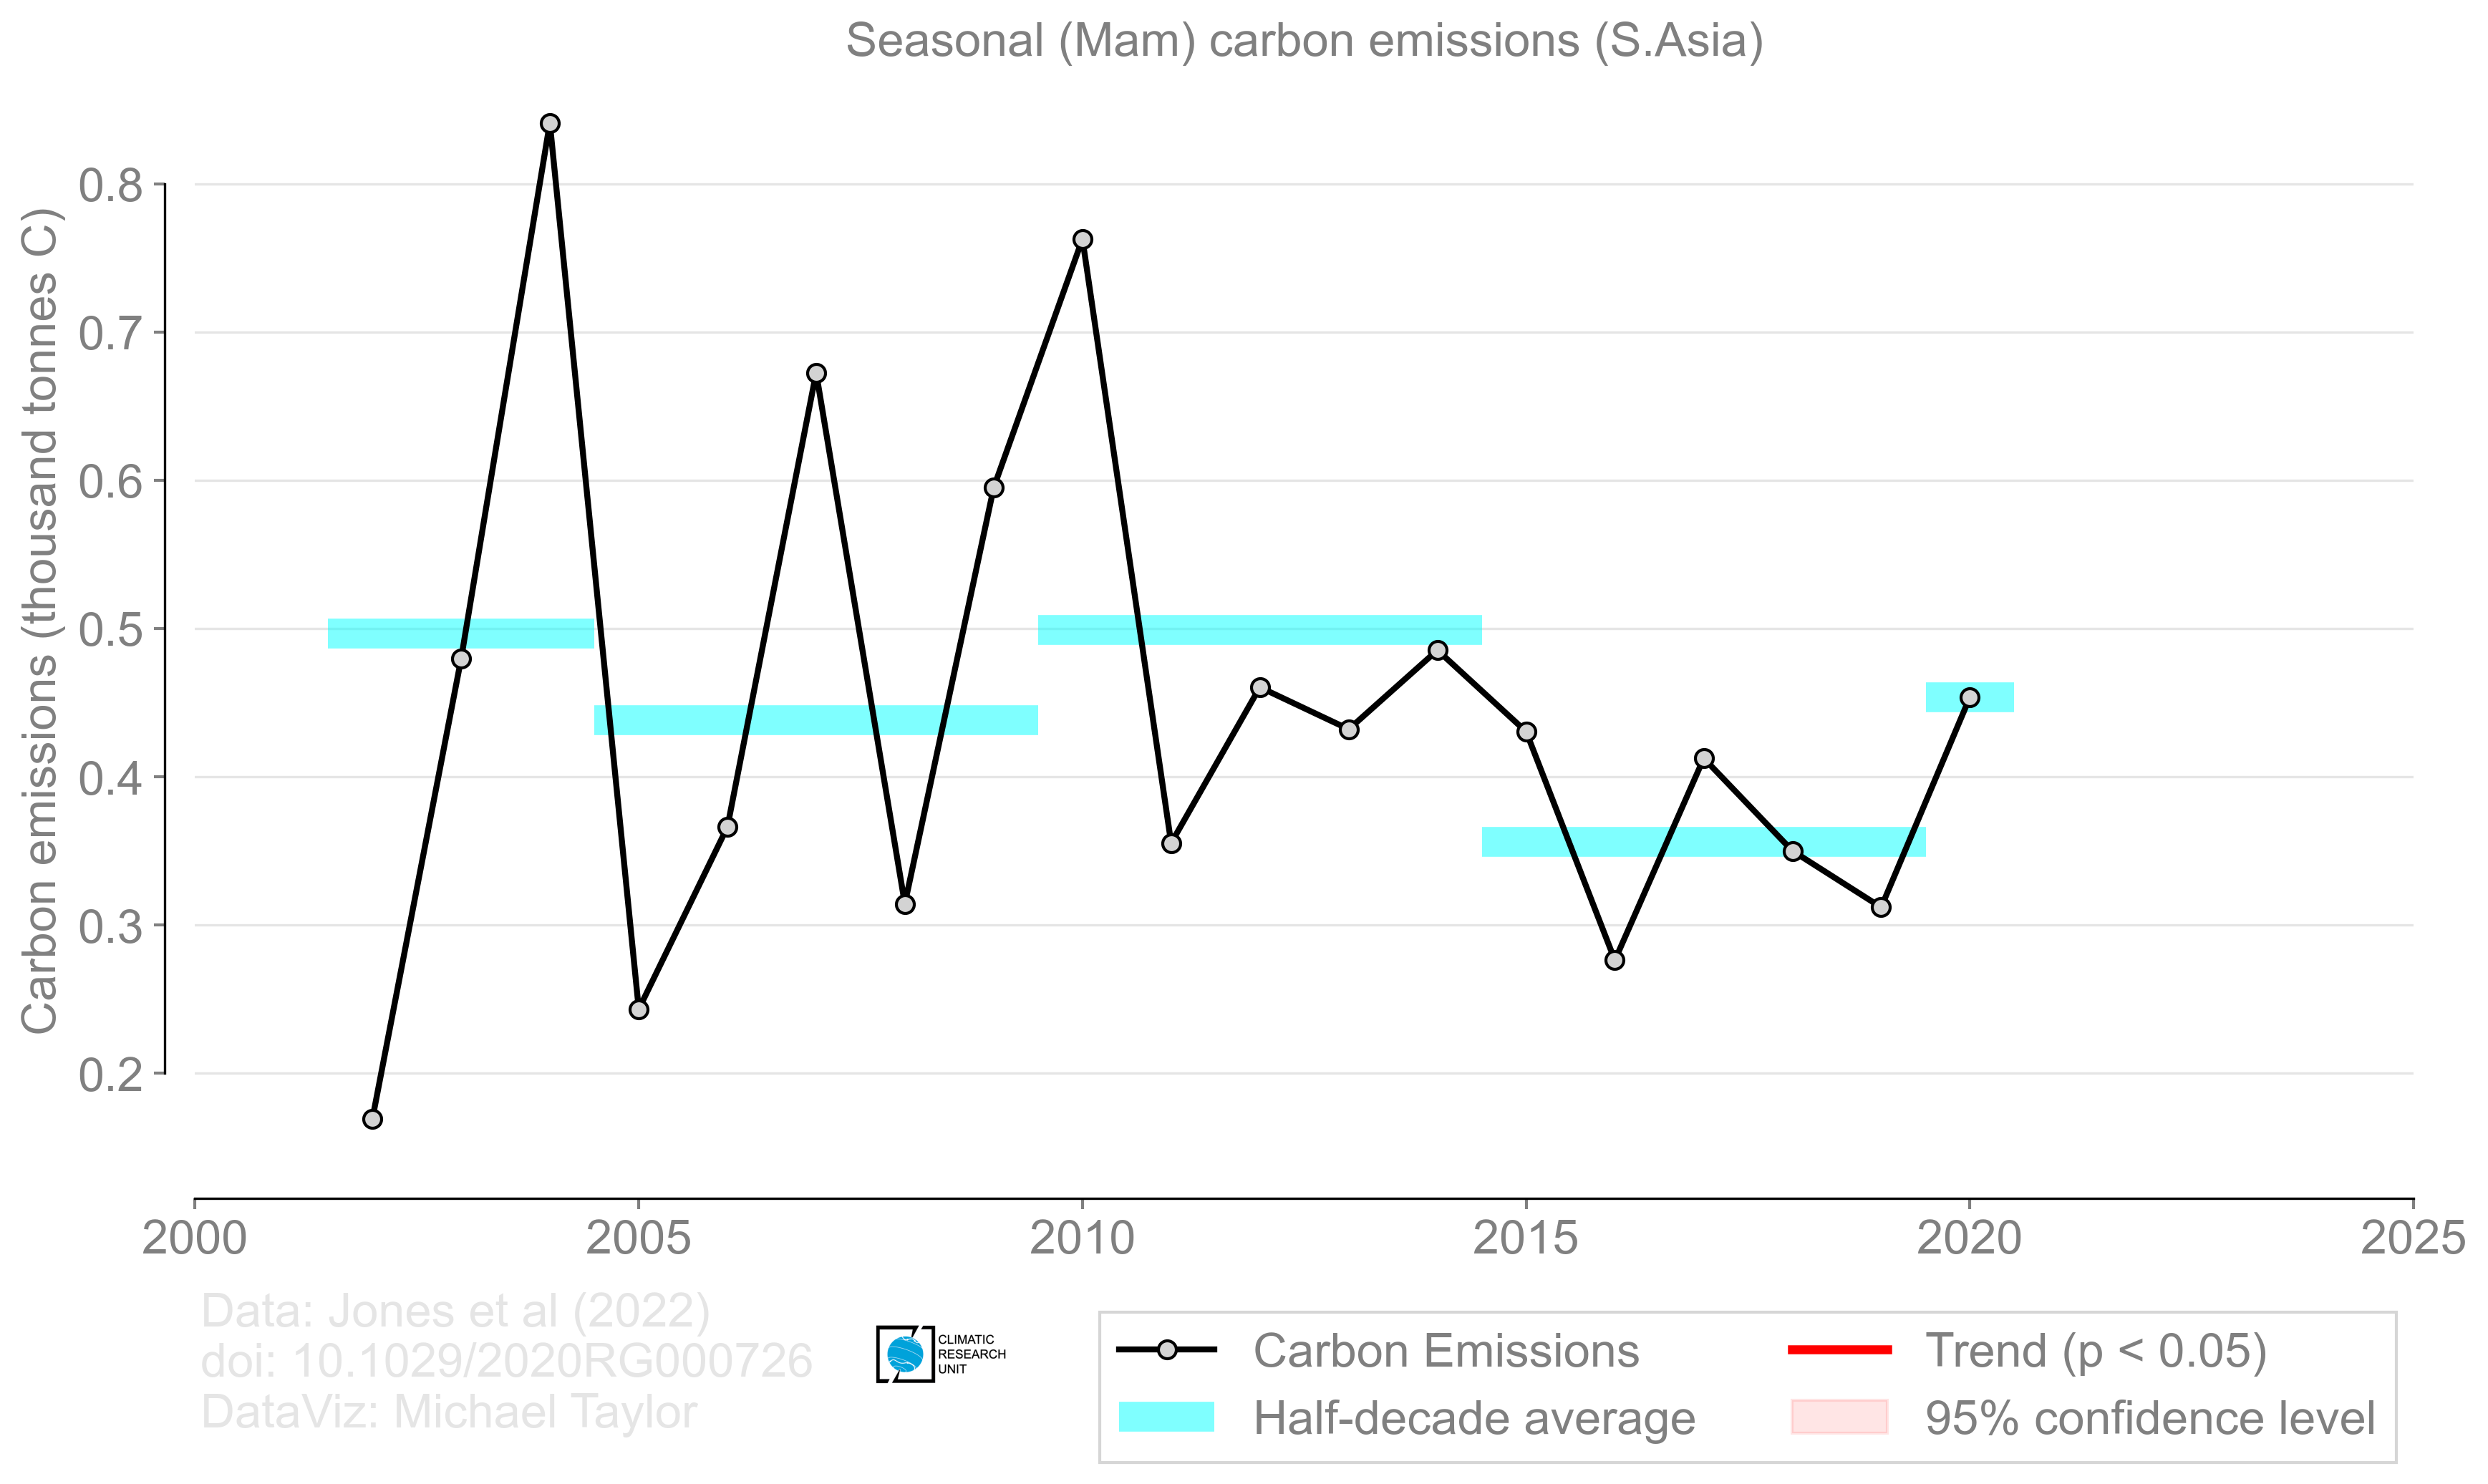 Seasonal (Mam) carbon emissions (S.Asia)
Carbon emissions (thousand tonnes C)
0.8
0.7
0.6
0.5
0.4
0.3
0.2
2000
2005
2010
2015
2020
2025
Data: Jones et al (2022)
doi: 10.1029/2020RG000726
DataViz: Michael Taylor
CLIMATIC
RESEARCH
UNIT
Carbon Emissions
Half-decade average
Trend (p < 0.05)
95% confidence level